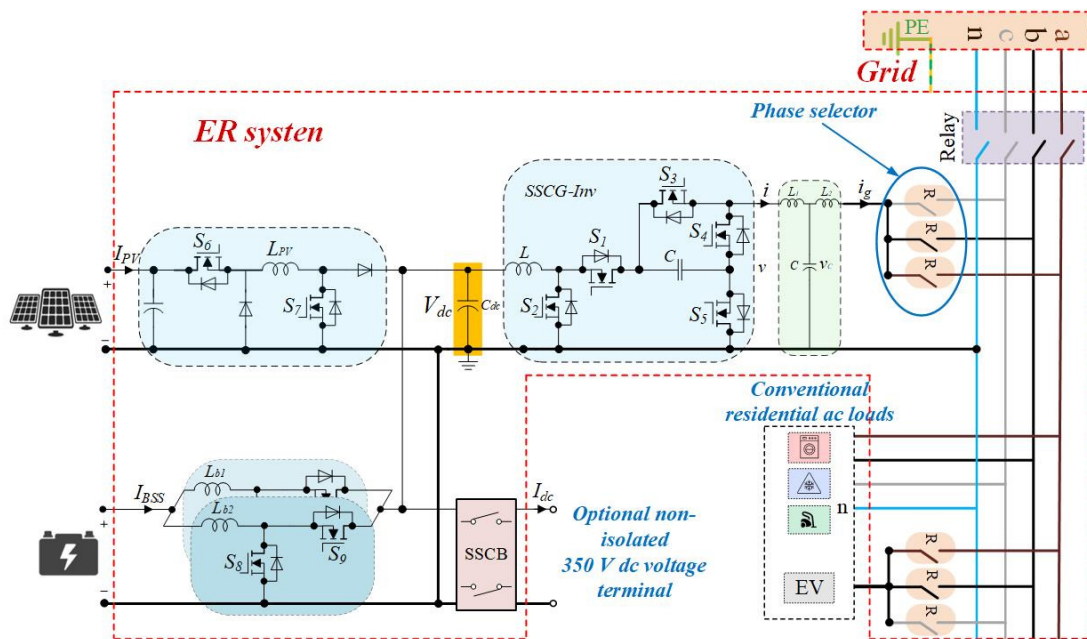 PE
n
c
b
a
Grid
ER systen
Phase selector
Relay
SSCG-Inv
S3
i
L1
L2
ig
R
R
R
S6
LPV
IPV
+
S1
S4
L
C
v
c
vc
Vdc
Cdc
S2
S5
S7
−
Conventional
residential ac loads
Lb1
IBSS
Lb2
Idc
+
SSCB
Optional non-
isolated
350 V dc voltage
terminal
n
S8
S9
EV
R
R
R
−